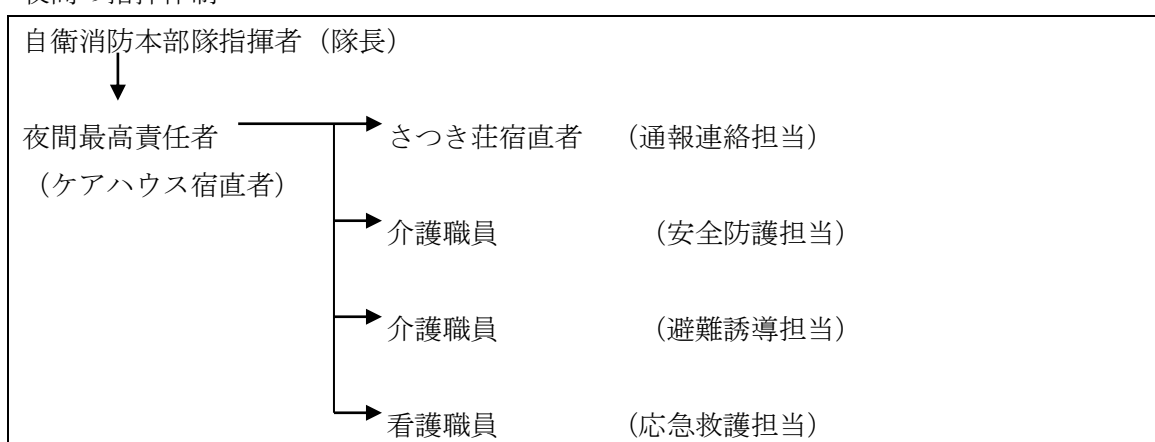 自衛消防本部隊指揮者（隊長）
夜間最高責任者 さつき荘宿直者 （通報連絡担当）
（ケアハウス宿直者）
介護職員 （安全防護担当）
介護職員 （避難誘導担当）
看護職員 （応急救護担当）